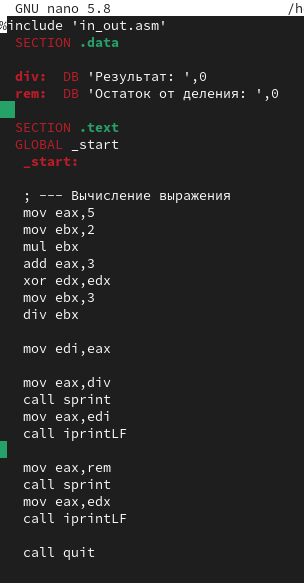 GNU nano 5.8 /h
%include 'in_out.asm'
SECTION .data
div: DB 'Результат: ',0
rem: DB 'Остаток от деления: ',0
SECTION .text
GLOBAL _start
_start:
; --- Вычисление выражения
mov eax,5
mov ebx,2
mul ebx
add eax,3
xor edx,edx
mov ebx,3
div ebx
mov edi,eax
mov eax,div
call sprint
mov eax,edi
call iprintLF
mov eax,rem
call sprint
mov eax,edx
call iprintLF
call quit